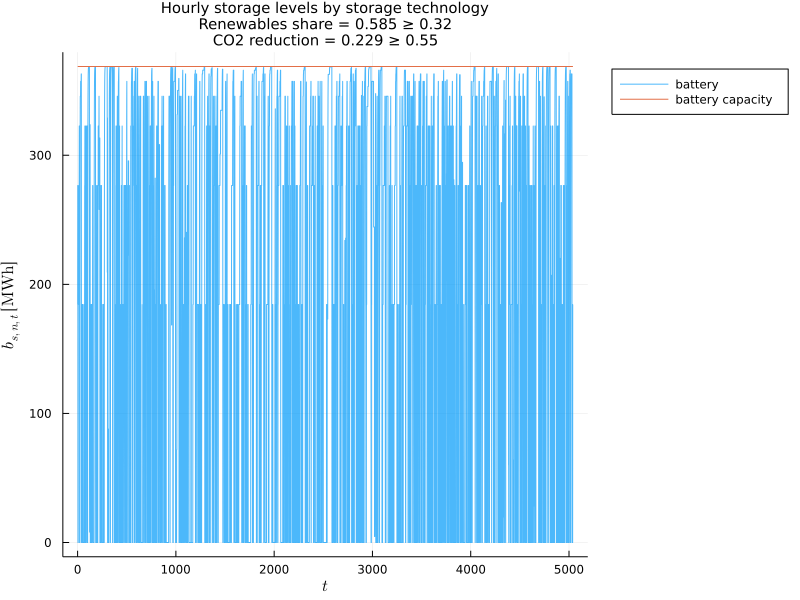 Hourly storage levels by storage technology
Renewables share = 0.585 ≥ 0.32
CO2 reduction = 0.229 ≥ 0.55
battery
battery capacity
300
200
100
0
b_{s, n, t} [MWh]
0 1000 2000 3000 4000 5000
t